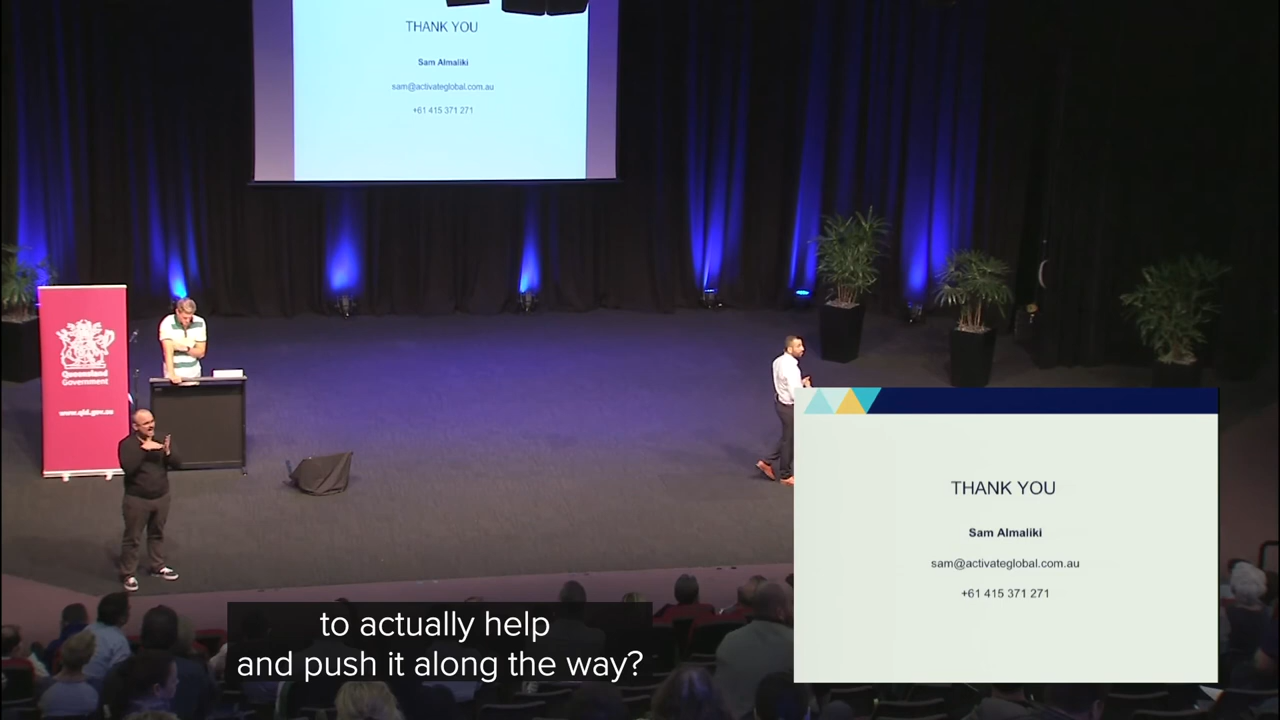 THANK YOU
Sam Almaliki
sam@activateglobal.com.au
+61 415 371 271
Queensland
Government
www.qld.gov.au
THANK YOU
Sam Almaliki
sam@activateglobal.com.au
+61 415 371 271
to actually help
and push it along the way?